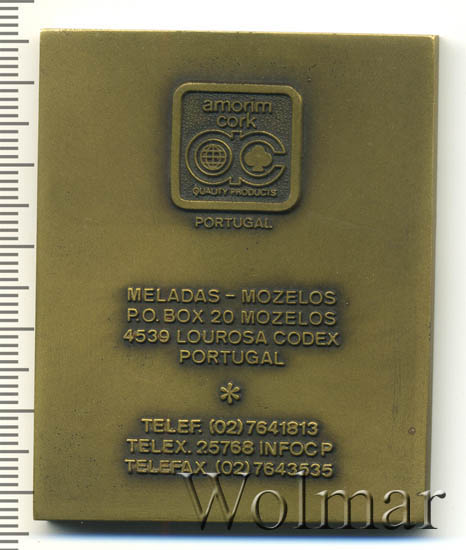 amorim
cork
ac
QUALITY PRODUCTS
PORTUGAL
MELADAS - MOZELOS
P.O. BOX 20 MOZELOS
4539 LOUROSA CODEX
PORTUGAL
*
TELEF. (02) 7641813
TELEX. 25768 INFOC P
TELEFAX. (02) 7643535
Wolmar